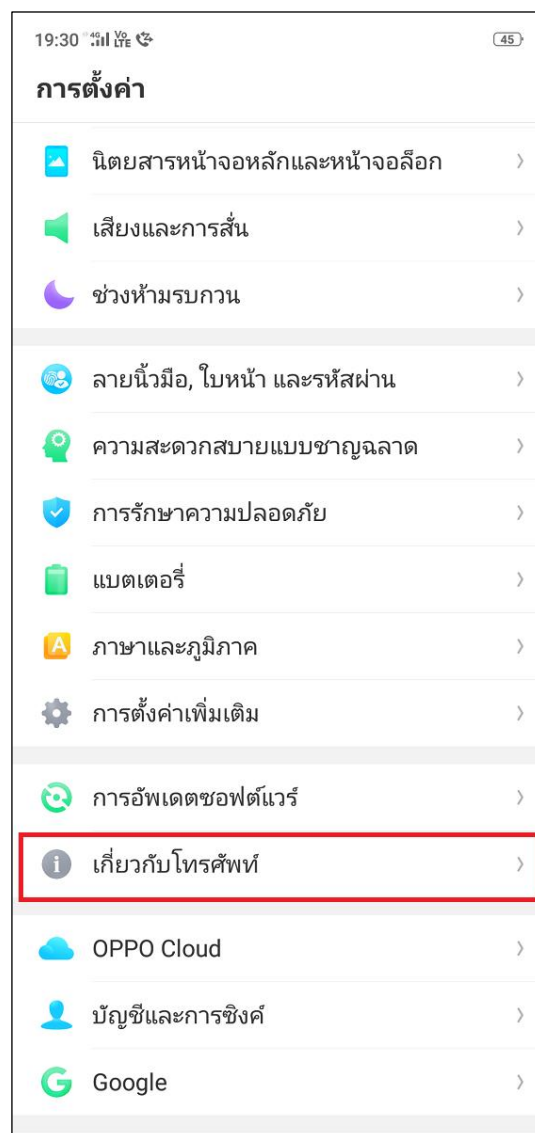 19:30 4G Vo LTE 45
การตั้งค่า
นิตยสารหน้าจอหลักและหน้าจอล็อก
เสียงและการสั่น
ช่วงห้ามรบกวน
ลายนิ้วมือ, ใบหน้า และรหัสผ่าน
ความสะดวกสบายแบบชาญฉลาด
การรักษาความปลอดภัย
แบตเตอรี่
A ภาษาและภูมิภาค
การตั้งค่าเพิ่มเติม
การอัพเดตซอฟต์แวร์
i เกี่ยวกับโทรศัพท์
OPPO Cloud
บัญชีและการซิงค์
G Google